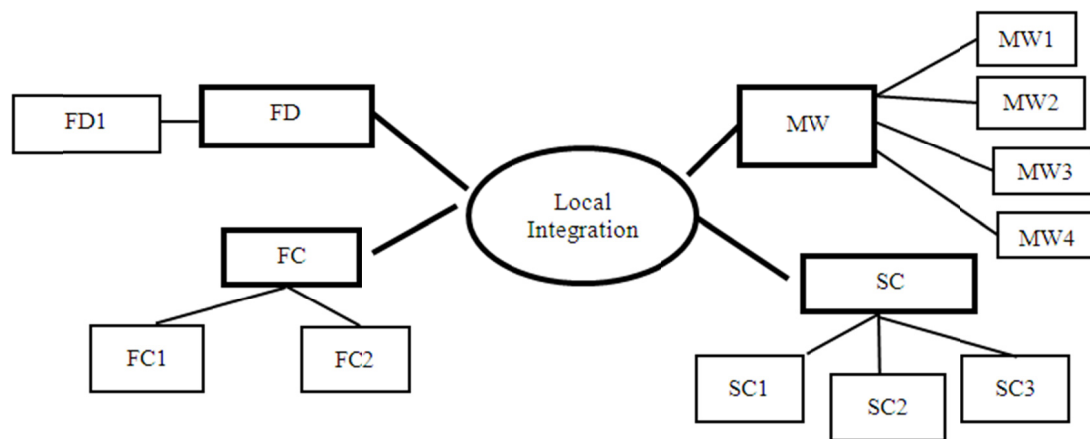 MW1
MW2
MW3
MW4
MW
FD1
FD
Local
Integration
FC
FC1
FC2
SC
SC1
SC2
SC3